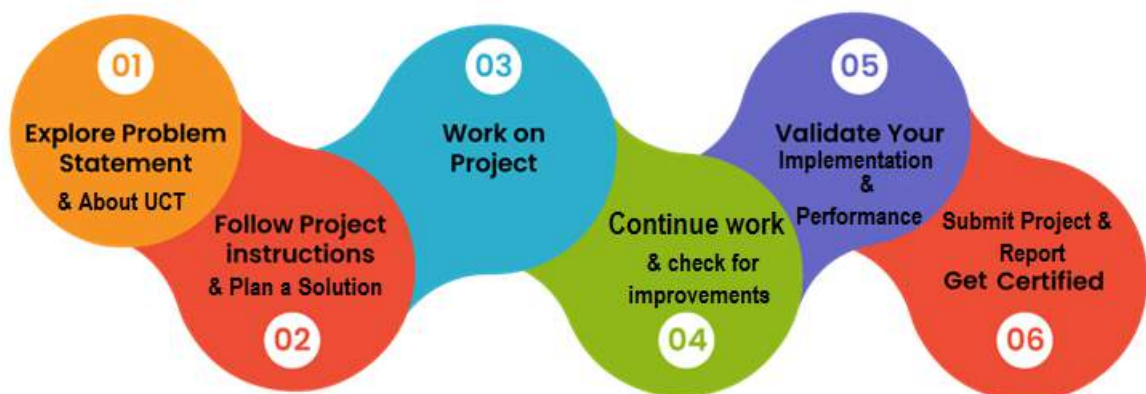 01
Explore Problem
Statement
& About UCT
Follow Project
instructions
& Plan a Solution
02
03
Work on
Project
Continue work
& check for
improvements
04
05
Validate Your
Implementation
&
Performance
Submit Project &
Report
Get Certified
06